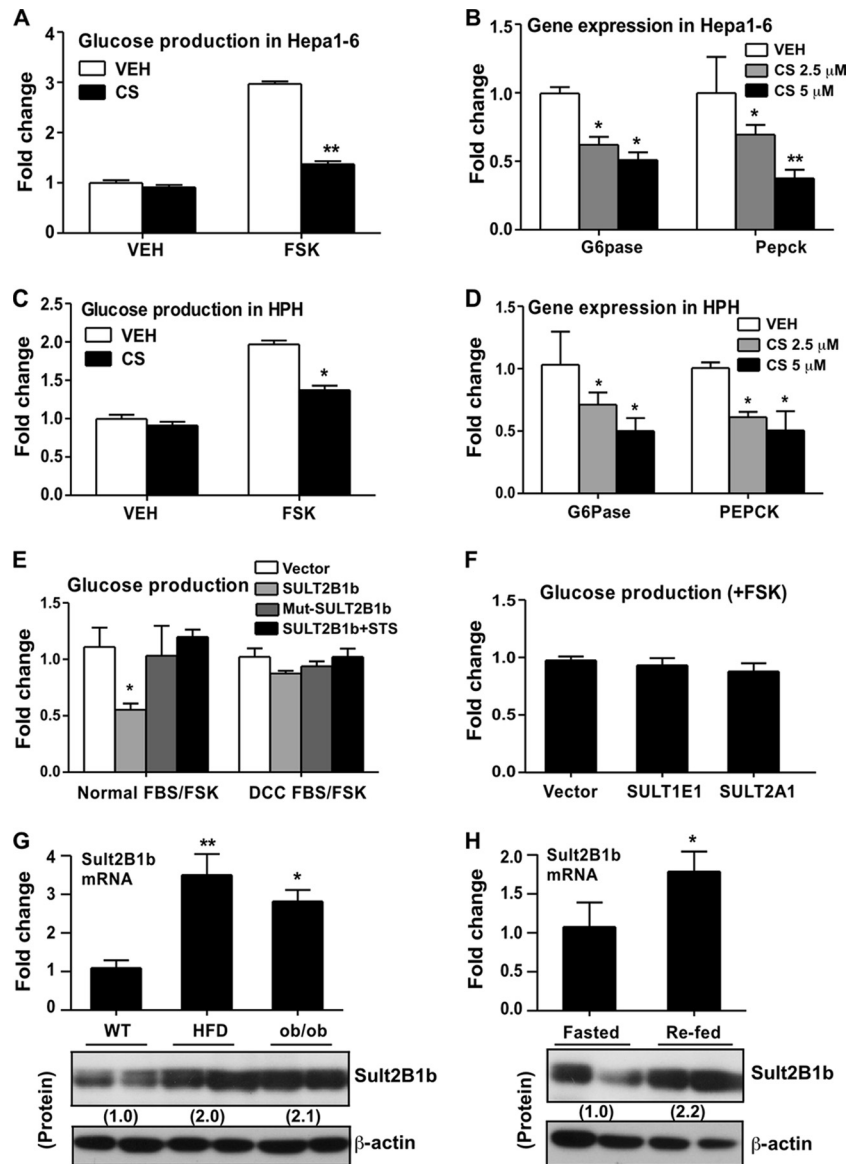 A
Glucose production in Hepa1-6
VEH
CS
Fold change
4
3
2
1
0
VEH
FSK
**
B
Gene expression in Hepa1-6
VEH
CS 2.5 μM
CS 5 μM
Fold change
1.5
1.0
0.5
0.0
* * * **
G6pase
Pepck
C
Glucose production in HPH
VEH
CS
Fold change
2.5
2.0
1.5
1.0
0.5
0.0
*
VEH
FSK
D
Gene expression in HPH
VEH
CS 2.5 μM
CS 5 μM
Fold change
1.5
1.0
0.5
0.0
* * * *
G6Pase
PEPCK
E
Glucose production
Vector
SULT2B1b
Mut-SULT2B1b
SULT2B1b+STS
Fold change
1.5
1.0
0.5
0.0
*
Normal FBS/FSK
DCC FBS/FSK
F
Glucose production (+FSK)
Fold change
1.5
1.0
0.5
0.0
Vector
SULT1E1
SULT2A1
G
Sult2B1b
mRNA
Fold change
4
3
2
1
0
** *
WT
HFD
ob/ob
(Protein)
Sult2B1b
(1.0)
(2.0)
(2.1)
β-actin
H
Sult2B1b
mRNA
Fold change
2.0
1.5
1.0
0.5
0.0
*
Fasted
Re-fed
(Protein)
Sult2B1b
(1.0)
(2.2)
β-actin